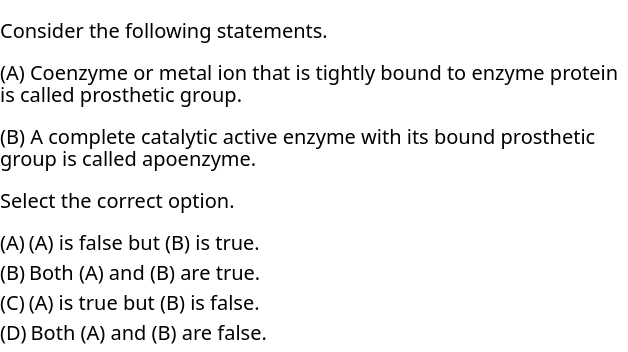 Consider the following statements.
(A) Coenzyme or metal ion that is tightly bound to enzyme protein
is called prosthetic group.
(B) A complete catalytic active enzyme with its bound prosthetic
group is called apoenzyme.
Select the correct option.
(A) (A) is false but (B) is true.
(B) Both (A) and (B) are true.
(C) (A) is true but (B) is false.
(D) Both (A) and (B) are false.